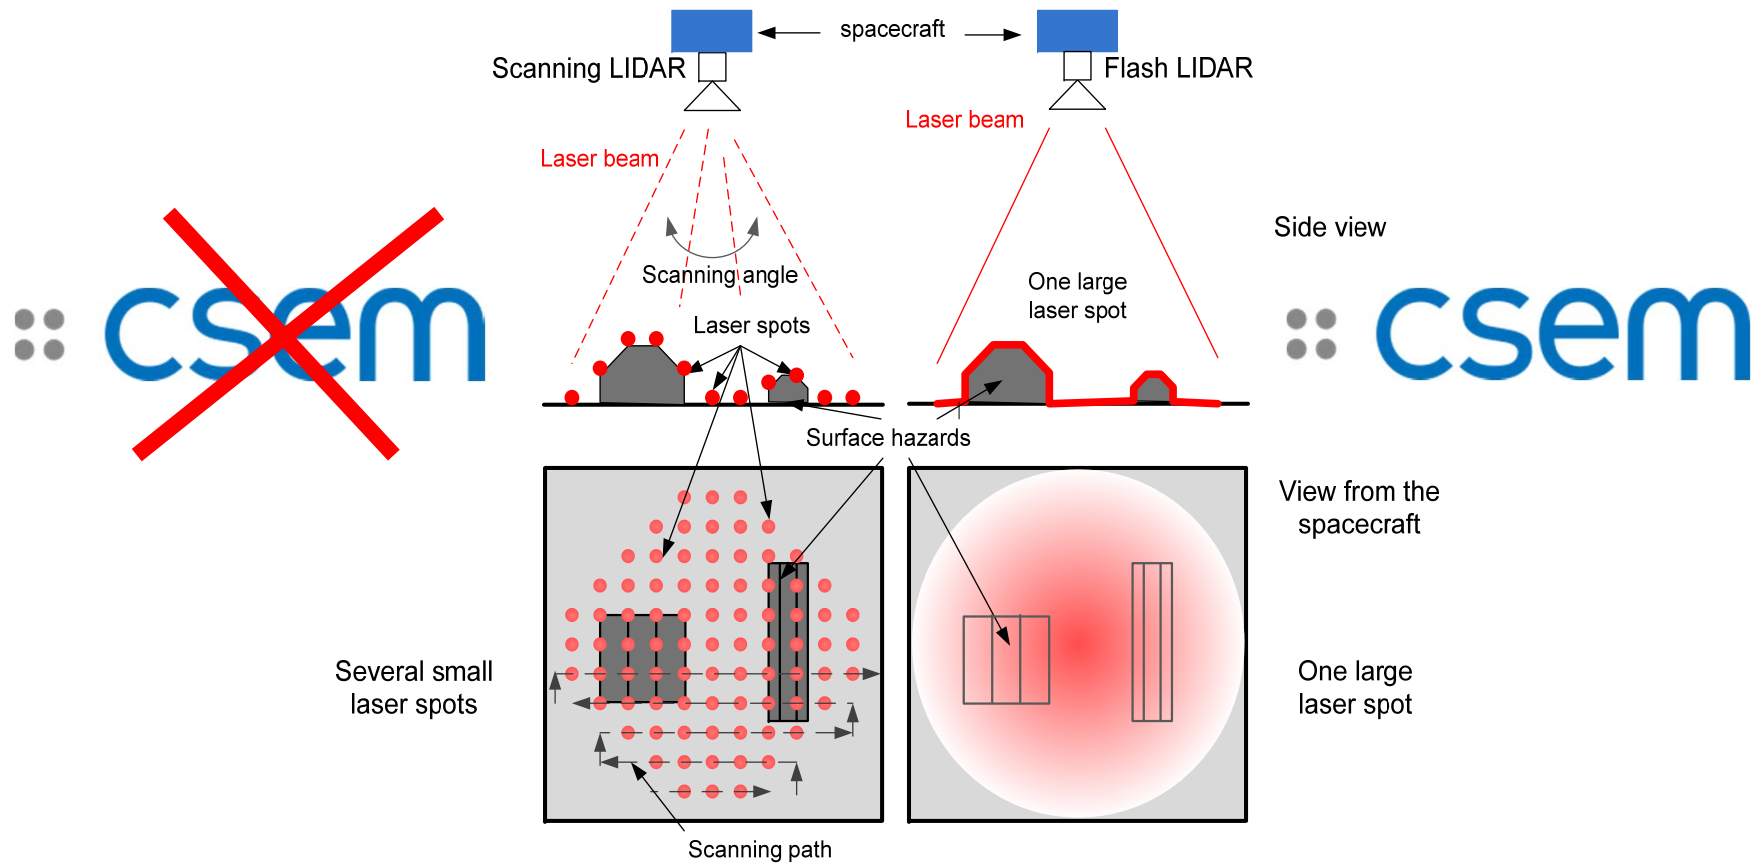 spacecraft
Scanning LIDAR
Flash LIDAR
Laser beam
Laser beam
Side view
Scanning angle
One large
laser spot
csem
Laser spots
csem
Surface hazards
View from the
spacecraft
Several small
laser spots
One large
laser spot
Scanning path